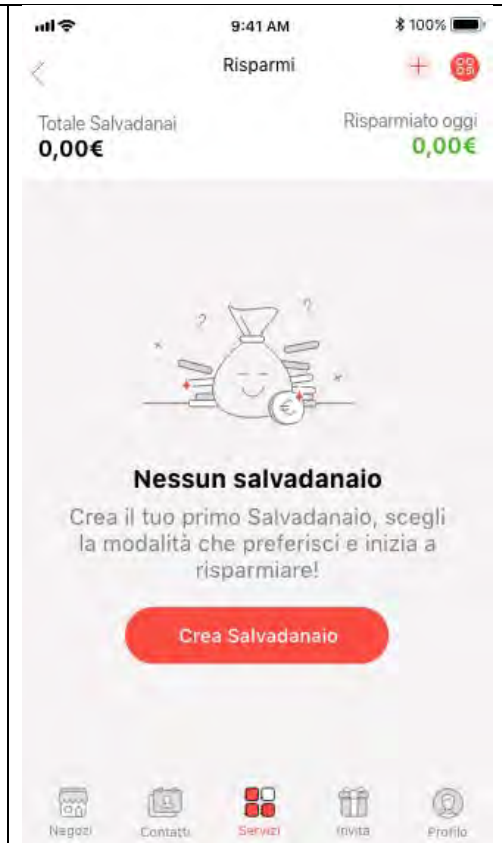 9:41 AM
100%
Risparmi
Totale Salvadanai
Risparmiato oggi
0,00€
0,00€
?
?
€
Nessun salvadanaio
Crea il tuo primo Salvadanaio, scegli
la modalità che preferisci e inizia a
risparmiare!
Crea Salvadanaio
Negozi
Contatti
Servizi
Invita
Profilo